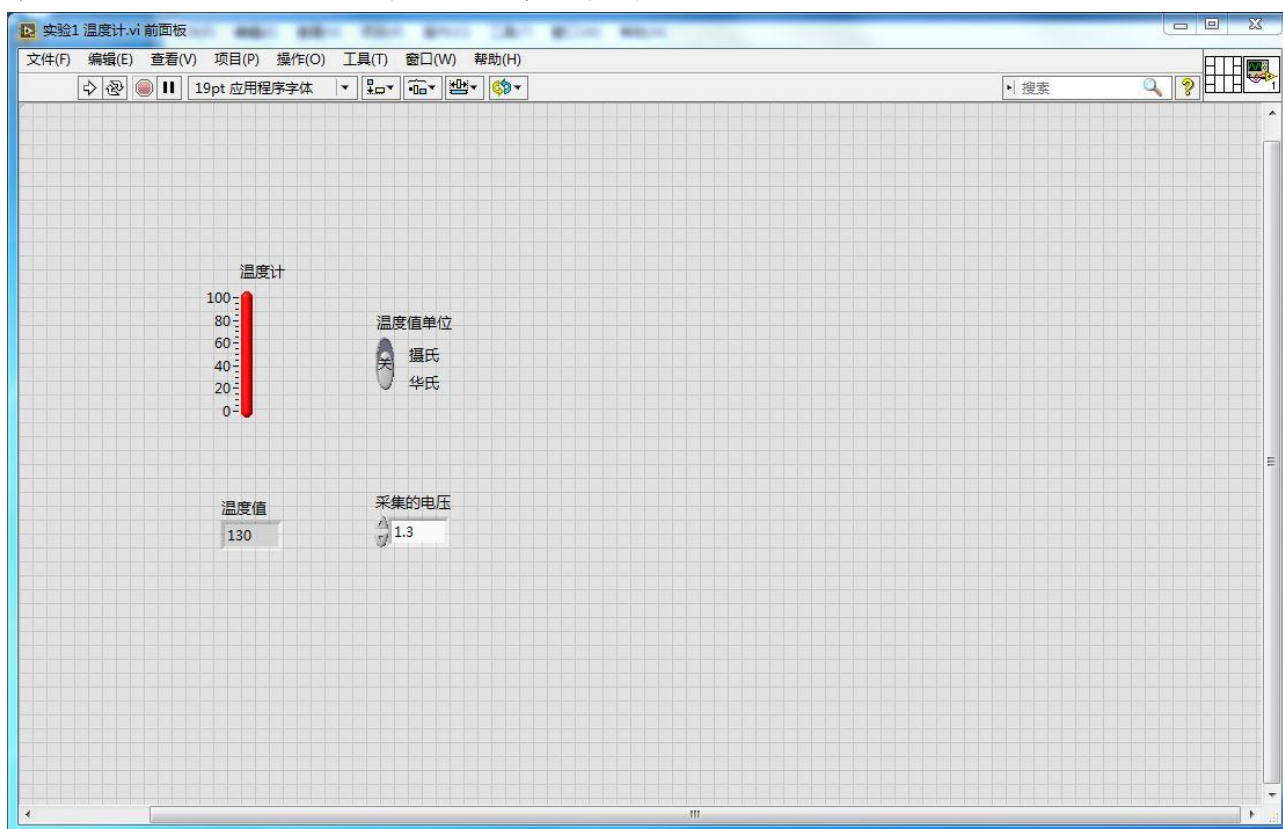 实验1 温度计.vi 前面板
文件(F) 编辑(E) 查看(V) 项目(P) 操作(O) 工具(T) 窗口(W) 帮助(H)
19pt 应用程序字体 搜索
1
温度计
100
80
60
40
20
0
温度值单位
关
摄氏
华氏
温度值
130
采集的电压
1.3